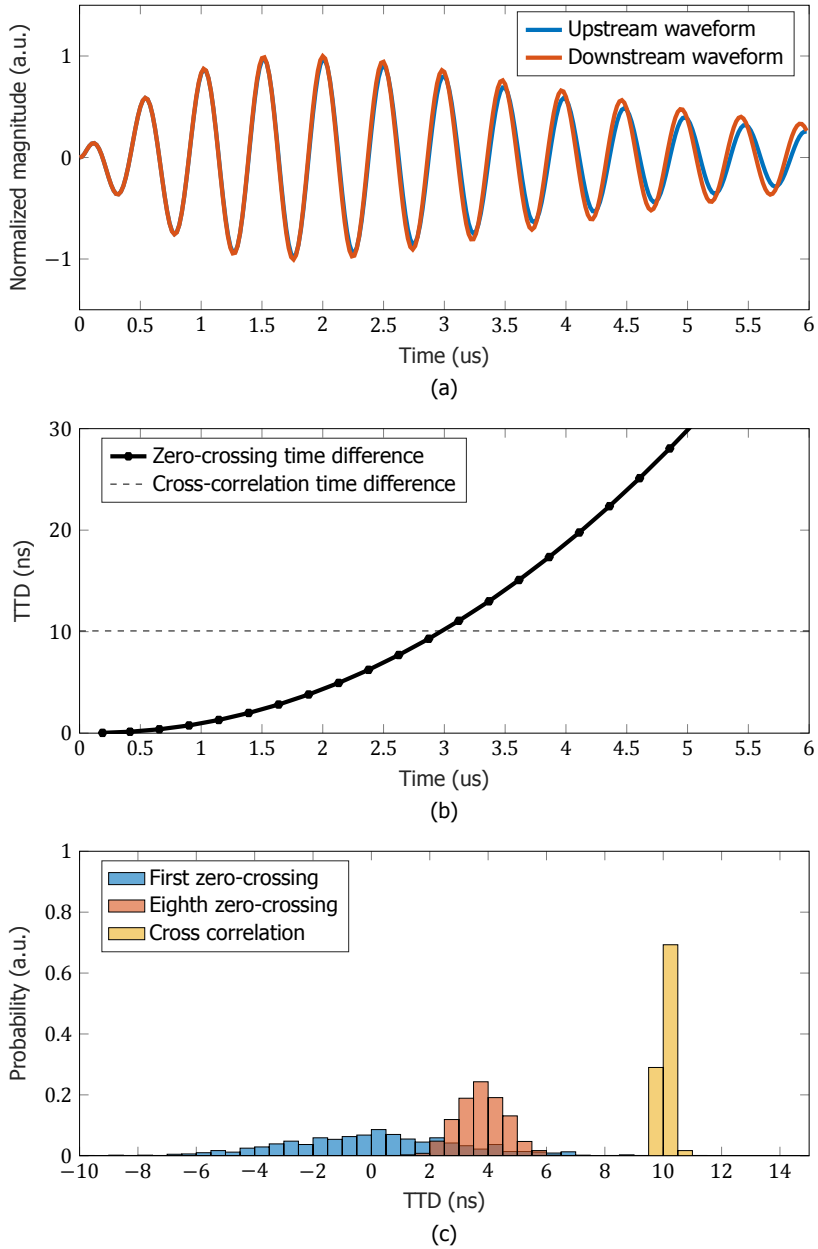 Normalized magnitude (a.u.)
1
0
−1
Upstream waveform
Downstream waveform
0 0.5 1 1.5 2 2.5 3 3.5 4 4.5 5 5.5 6
Time (us)
(a)
TTD (ns)
30
20
10
0
Zero-crossing time difference
Cross-correlation time difference
0 0.5 1 1.5 2 2.5 3 3.5 4 4.5 5 5.5 6
Time (us)
(b)
Probability (a.u.)
1
0.8
0.6
0.4
0.2
0
First zero-crossing
Eighth zero-crossing
Cross correlation
−10 −8 −6 −4 −2 0 2 4 6 8 10 12 14
TTD (ns)
(c)